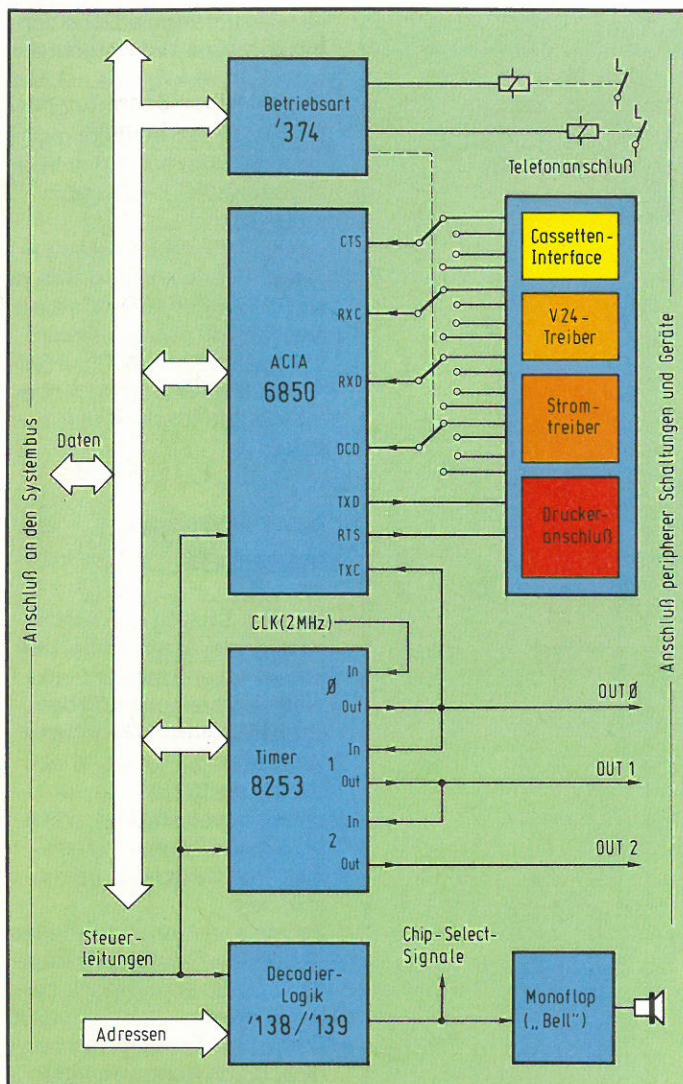 Anschluß an den Systembus
Betriebsart
'374
L
L
Telefonanschluß
ACIA
6850
CTS
RXC
RXD
DCD
TXD
RTS
TXC
Cassetten-
Interface
V24-
Treiber
Strom-
treiber
Drucker-
anschluß
Anschluß peripherer Schaltungen und Geräte
Daten
CLK(2MHz)
Timer
8253
Ø
In
Out
1
In
Out
2
In
Out
OUT Ø
OUT 1
OUT 2
Steuer-
leitungen
Adressen
Decodier-
Logik
'138/'139
Chip-Select-
Signale
Monoflop
(„Bell")